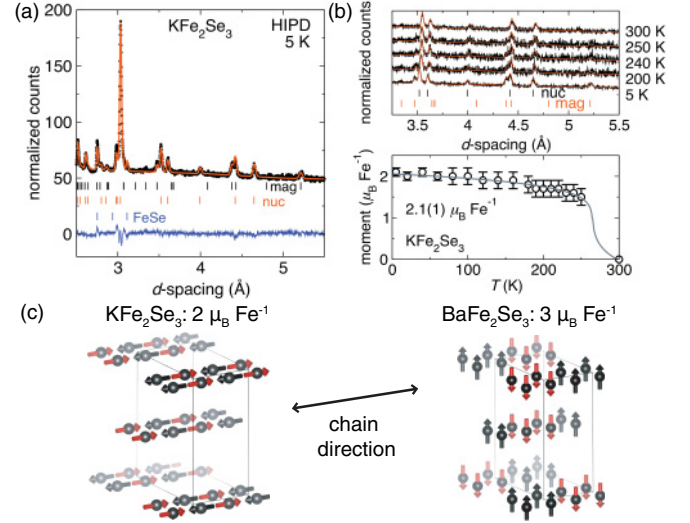 (a)
200
150
100
50
0
normalized counts
KFe₂Se₃
HIPD
5 K
mag
nuc
FeSe
3
4
5
d-spacing (Å)
(b)
normalized counts
300 K
250 K
240 K
200 K
5 K
nuc
mag
3.5
4.0
4.5
5.0
5.5
d-spacing (Å)
moment (μB Fe⁻¹)
3
2
1
0
2.1(1) μB Fe⁻¹
KFe₂Se₃
0
100
200
300
T (K)
(c)
KFe₂Se₃: 2 μB Fe⁻¹
BaFe₂Se₃: 3 μB Fe⁻¹
chain
direction